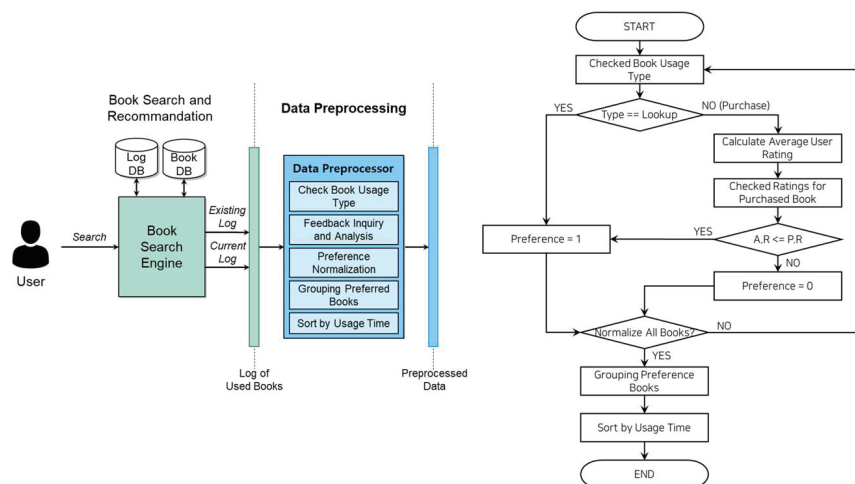 Book Search and
Recommandation
Log
DB
Book
DB
User
Search
Book
Search
Engine
Existing
Log
Current
Log
Log of
Used Books
Data Preprocessing
Data Preprocessor
Check Book Usage
Type
Feedback Inquiry
and Analysis
Preference
Normalization
Grouping Preferred
Books
Sort by Usage Time
Preprocessed
Data
START
Checked Book Usage
Type
Type == Lookup
YES
NO (Purchase)
Calculate Average User
Rating
Checked Ratings for
Purchased Book
A.R <= P.R
YES
NO
Preference = 1
Preference = 0
Normalize All Books?
NO
YES
Grouping Preference
Books
Sort by Usage Time
END